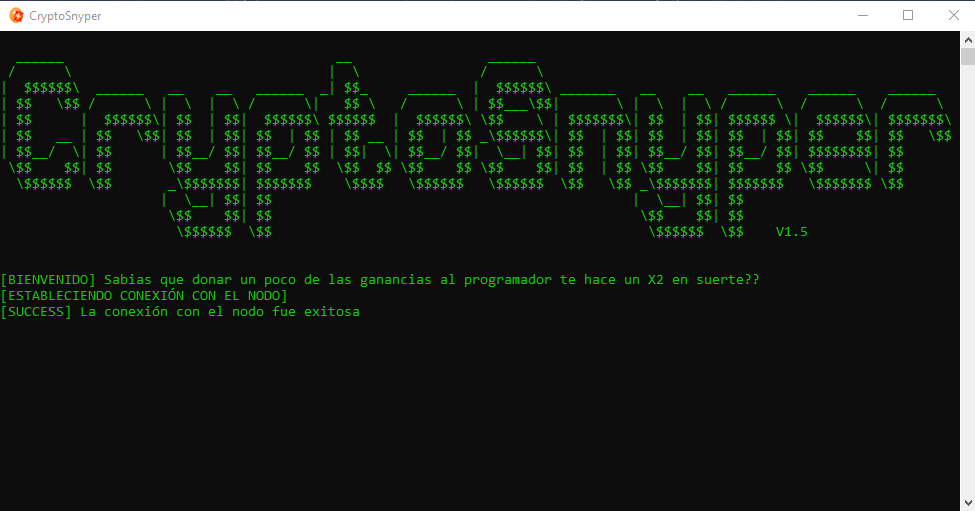 CryptoSnyper
CryptoSnyper
V1.5
[BIENVENIDO] Sabias que donar un poco de las ganancias al programador te hace un X2 en suerte??
[ESTABLECIENDO CONEXIÓN CON EL NODO]
[SUCCESS] La conexión con el nodo fue exitosa